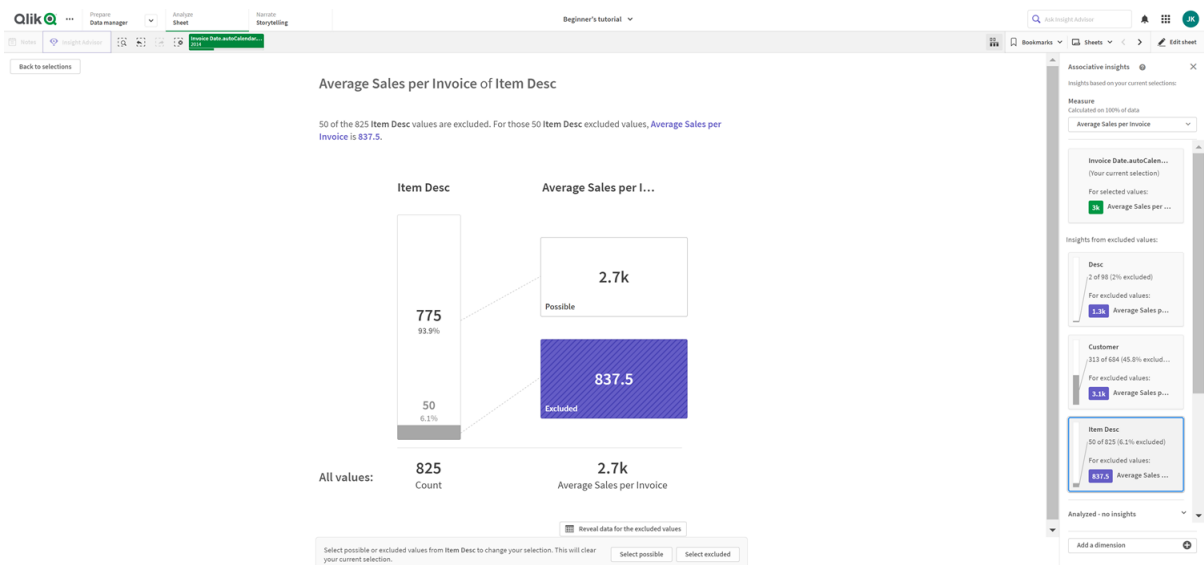 Qlik
Prepare
Data manager
Analyze
Sheet
Narrate
Storytelling
Beginner's tutorial
Ask Insight Advisor
JK
Notes
Insight Advisor
Invoice Date.autoCalendar....
2014
Bookmarks
Sheets
Edit sheet
Back to selections
Average Sales per Invoice of Item Desc
50 of the 825 Item Desc values are excluded. For those 50 Item Desc excluded values, Average Sales per
Invoice is 837.5.
Item Desc
Average Sales per I...
775
93.9%
50
6.1%
2.7k
Possible
837.5
Excluded
All values:
825
Count
2.7k
Average Sales per Invoice
Reveal data for the excluded values
Select possible or excluded values from Item Desc to change your selection. This will clear
your current selection.
Select possible
Select excluded
Associative insights
Insights based on your current selections:
Measure
Calculated on 100% of data
Average Sales per Invoice
Invoice Date.autoCalen...
(Your current selection)
For selected values:
3k Average Sales per ...
Insights from excluded values:
Desc
2 of 98 (2% excluded)
For excluded values:
1.3k Average Sales p...
Customer
313 of 684 (45.8% exclud...
For excluded values:
3.1k Average Sales p...
Item Desc
50 of 825 (6.1% excluded)
For excluded values:
837.5 Average Sales ...
Analyzed - no insights
Add a dimension